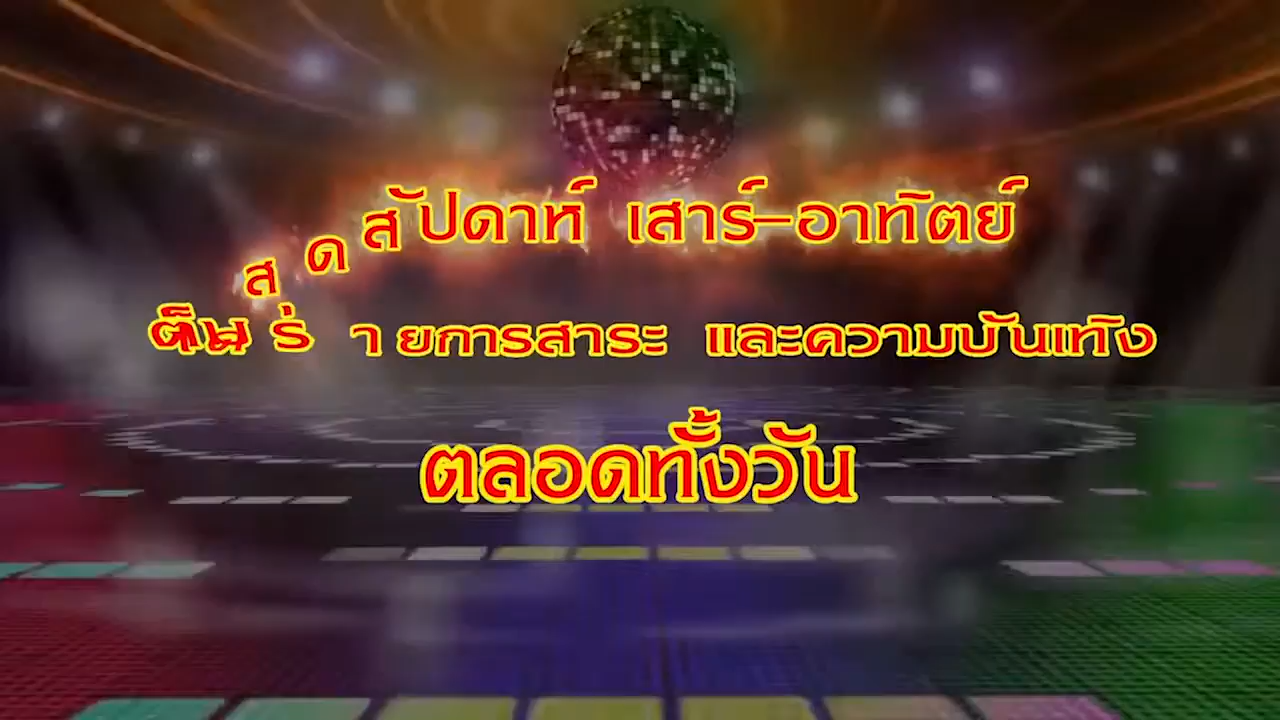 สดสัปดาห์ เสาร์-อาทิตย์
รายการสาระ และความบันเทิง
ตลอดทั้งวัน